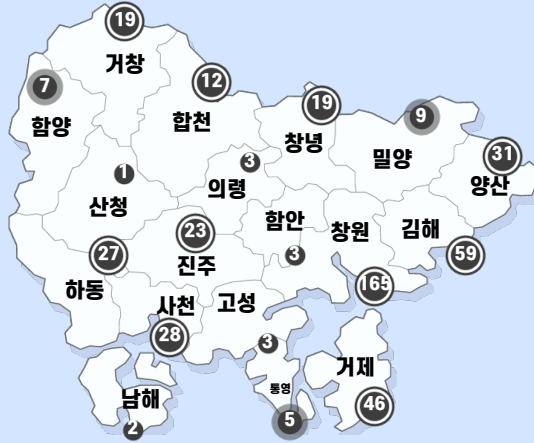 19
거창
7
함양
12
합천
19
창녕
9
밀양
31
양산
1
산청
3
의령
함안
3
창원
김해
59
23
진주
27
하동
165
사천
28
고성
3
통영
5
거제
46
남해
2